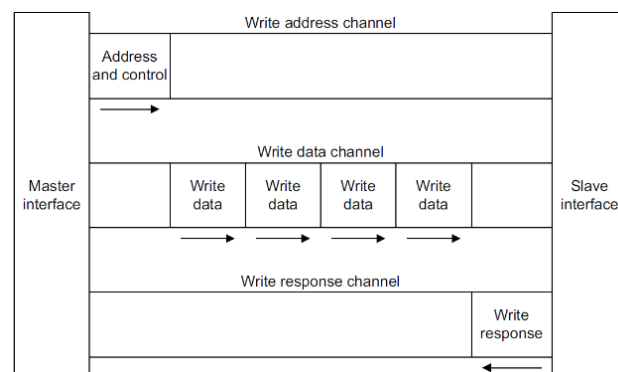 Write address channel
Address
and control
Write data channel
Master
interface
Write
data
Write
data
Write
data
Write
data
Slave
interface
Write response channel
Write
response